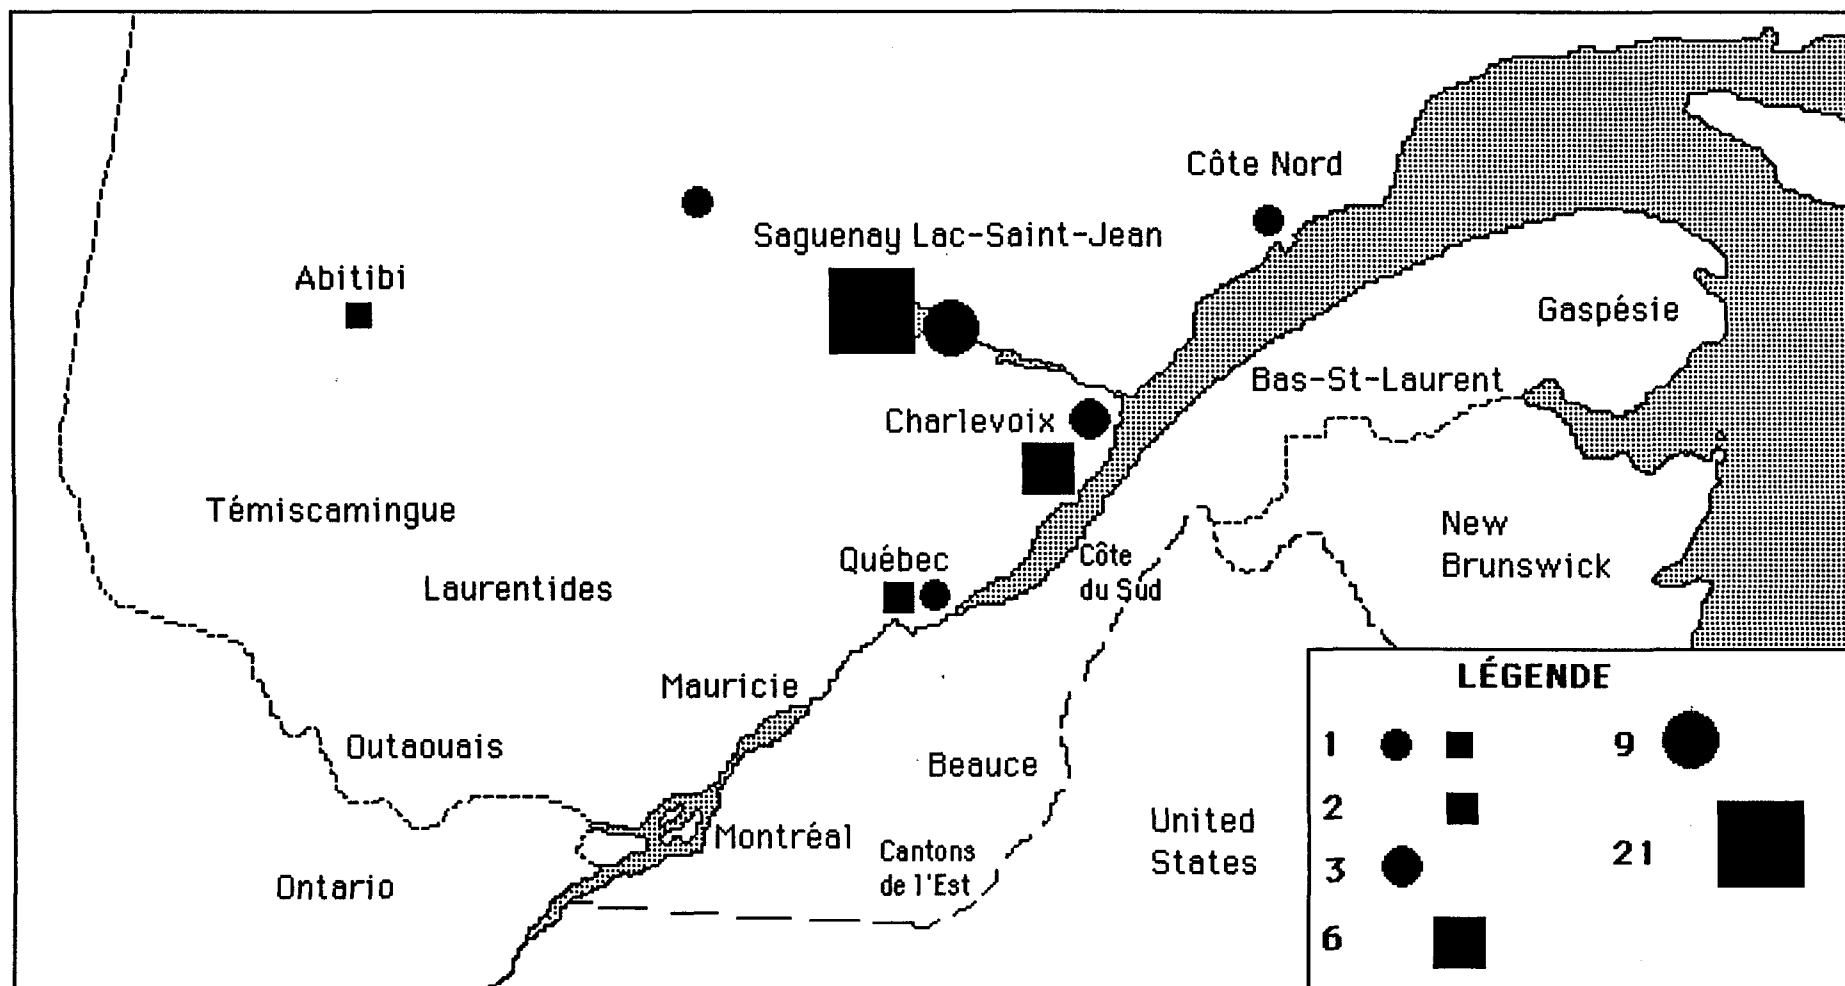 Côte Nord
Saguenay Lac-Saint-Jean
Abitibi
Gaspésie
Bas-St-Laurent
Charlevoix
Témiscamingue
New
Brunswick
Québec
Côte
du Sud
Laurentides
Mauricie
Outaouais
Beauce
Montréal
Cantons
de l'Est
United
States
Ontario
LÉGENDE
1
9
2
21
3
6